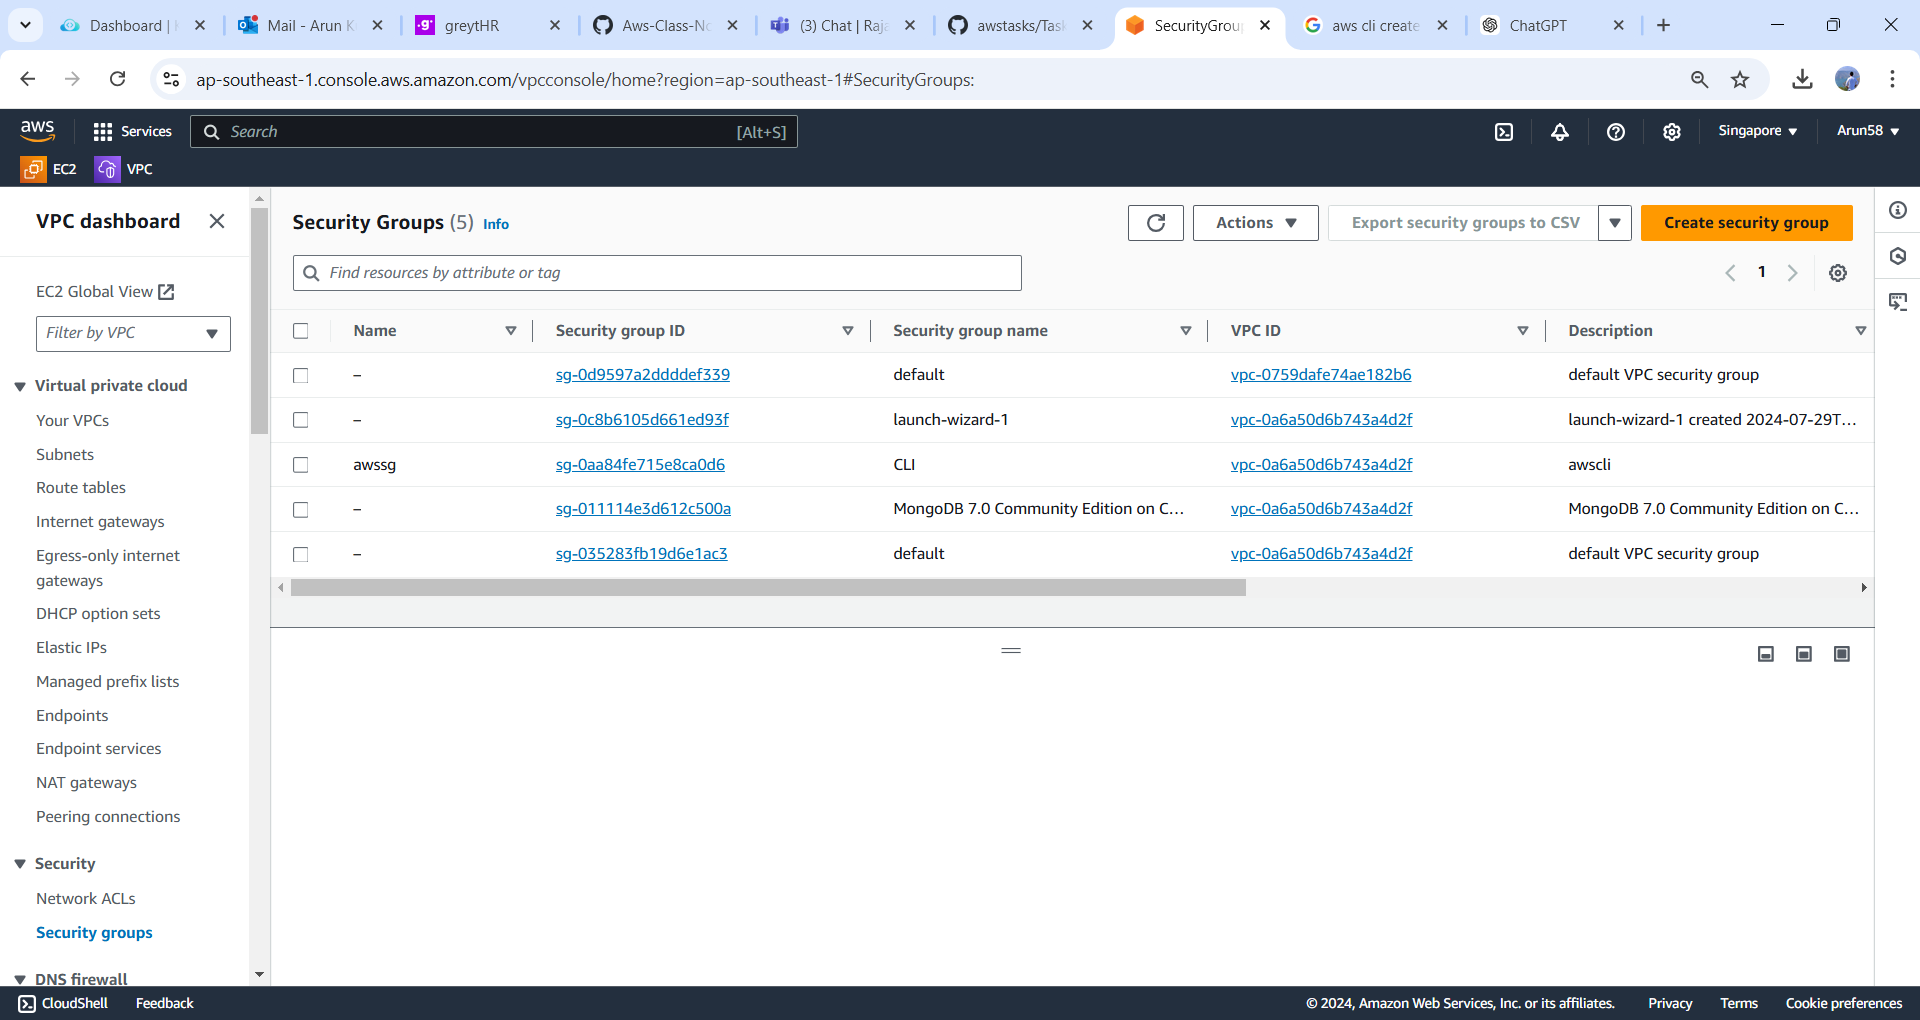 Dashboard |
Mail - Arun K
greytHR
Aws-Class-No
(3) Chat | Raja
awstasks/Task
SecurityGrou
aws cli create
ChatGPT
ap-southeast-1.console.aws.amazon.com/vpcconsole/home?region=ap-southeast-1#SecurityGroups:
aws
Services
Search
[Alt+S]
Singapore
Arun58
EC2
VPC
VPC dashboard
EC2 Global View
Filter by VPC
Virtual private cloud
Your VPCs
Subnets
Route tables
Internet gateways
Egress-only internet
gateways
DHCP option sets
Elastic IPs
Managed prefix lists
Endpoints
Endpoint services
NAT gateways
Peering connections
Security
Network ACLs
Security groups
DNS firewall
Security Groups (5) Info
Actions
Export security groups to CSV
Create security group
Find resources by attribute or tag
1
Name Security group ID Security group name VPC ID Description
– sg-0d9597a2ddddef339 default vpc-0759dafe74ae182b6 default VPC security group
– sg-0c8b6105d661ed93f launch-wizard-1 vpc-0a6a50d6b743a4d2f launch-wizard-1 created 2024-07-29T...
awssg sg-0aa84fe715e8ca0d6 CLI vpc-0a6a50d6b743a4d2f awscli
– sg-011114e3d612c500a MongoDB 7.0 Community Edition on C... vpc-0a6a50d6b743a4d2f MongoDB 7.0 Community Edition on C...
– sg-035283fb19d6e1ac3 default vpc-0a6a50d6b743a4d2f default VPC security group
CloudShell
Feedback
© 2024, Amazon Web Services, Inc. or its affiliates.
Privacy
Terms
Cookie preferences